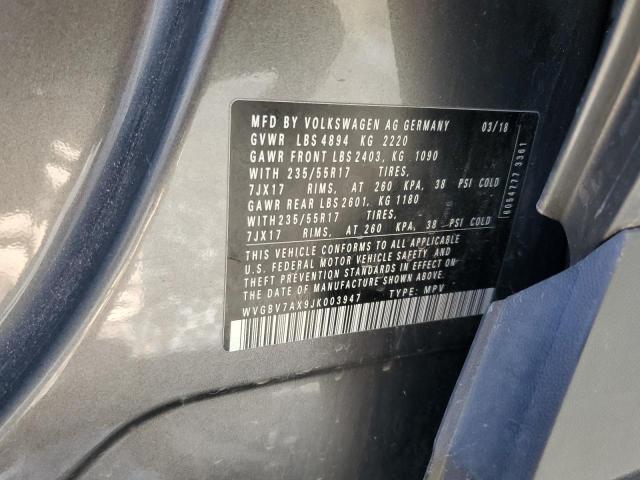 MFD BY VOLKSWAGEN AG GERMANY 03/18
GVWR LBS 4894 KG 2220
GAWR FRONT LBS 2403, KG 1090
WITH 235/55R17 TIRES,
7JX17 RIMS, AT 260 KPA, 38 PSI COLD
GAWR REAR LBS 2601, KG 1180
WITH235/55R17 TIRES,
7JX17 RIMS, AT 260 KPA, 38 PSI COLD
THIS VEHICLE CONFORMS TO ALL APPLICABLE
U.S. FEDERAL MOTOR VEHICLE SAFETY AND
THEFT PREVENTION STANDARDS IN EFFECT ON
THE DATE OF MANUFACTURE SHOWN ABOVE.
WVGBV7AX9JK003947 TYPE: MPV
6054777 3361